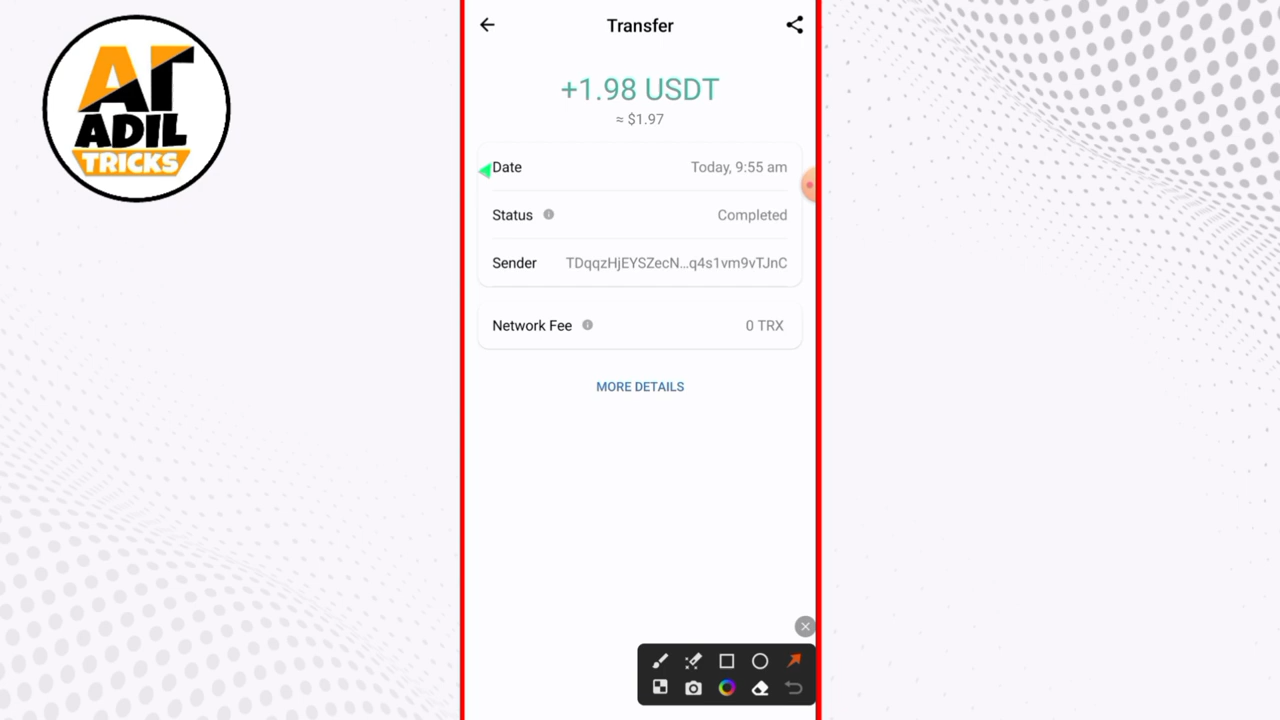 AT
ADIL
TRICKS
Transfer
+1.98 USDT
≈ $1.97
Date Today, 9:55 am
Status Completed
Sender TDqqzHjEYSZecN...q4s1vm9vTJnC
Network Fee 0 TRX
MORE DETAILS